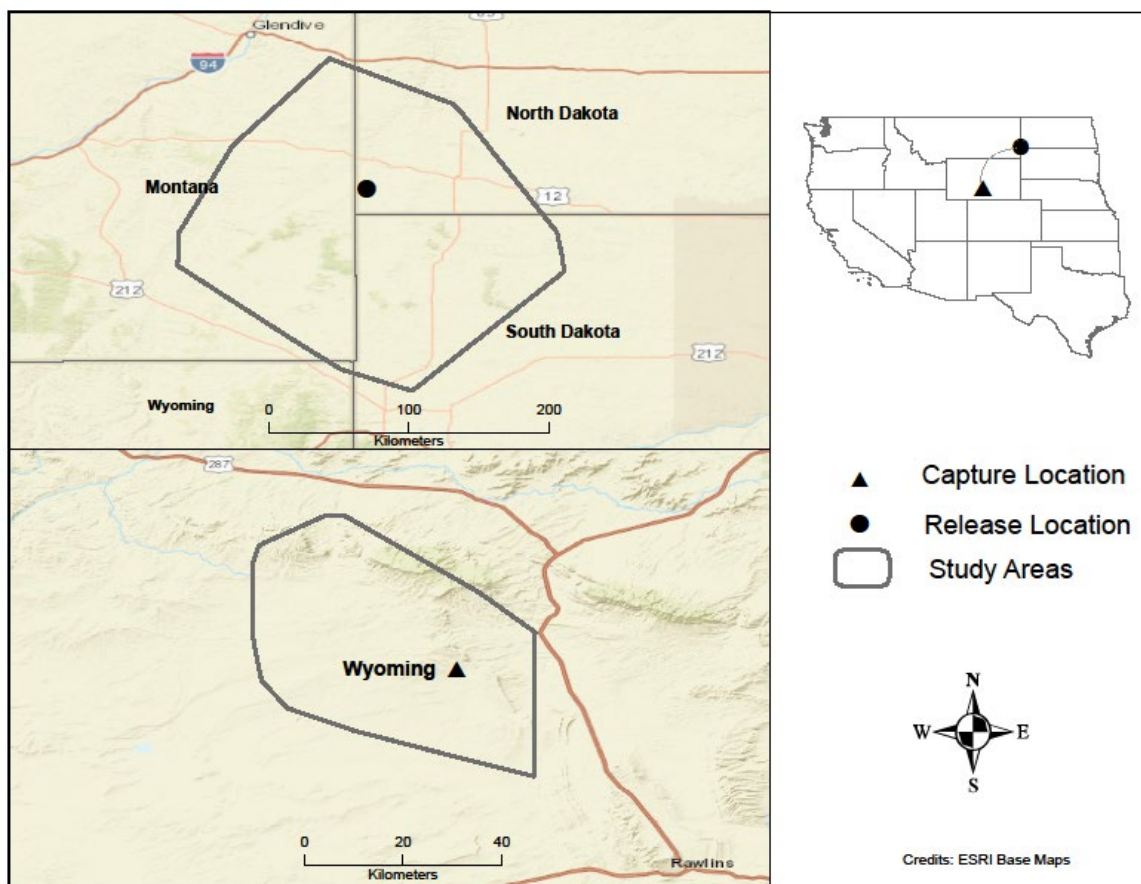 Glendive
94
North Dakota
Montana
12
212
South Dakota
212
Wyoming
0 100 200
Kilometers
287
Wyoming
0 20 40
Kilometers
Rawlins
Capture Location
Release Location
Study Areas
N
W E
S
Credits: ESRI Base Maps